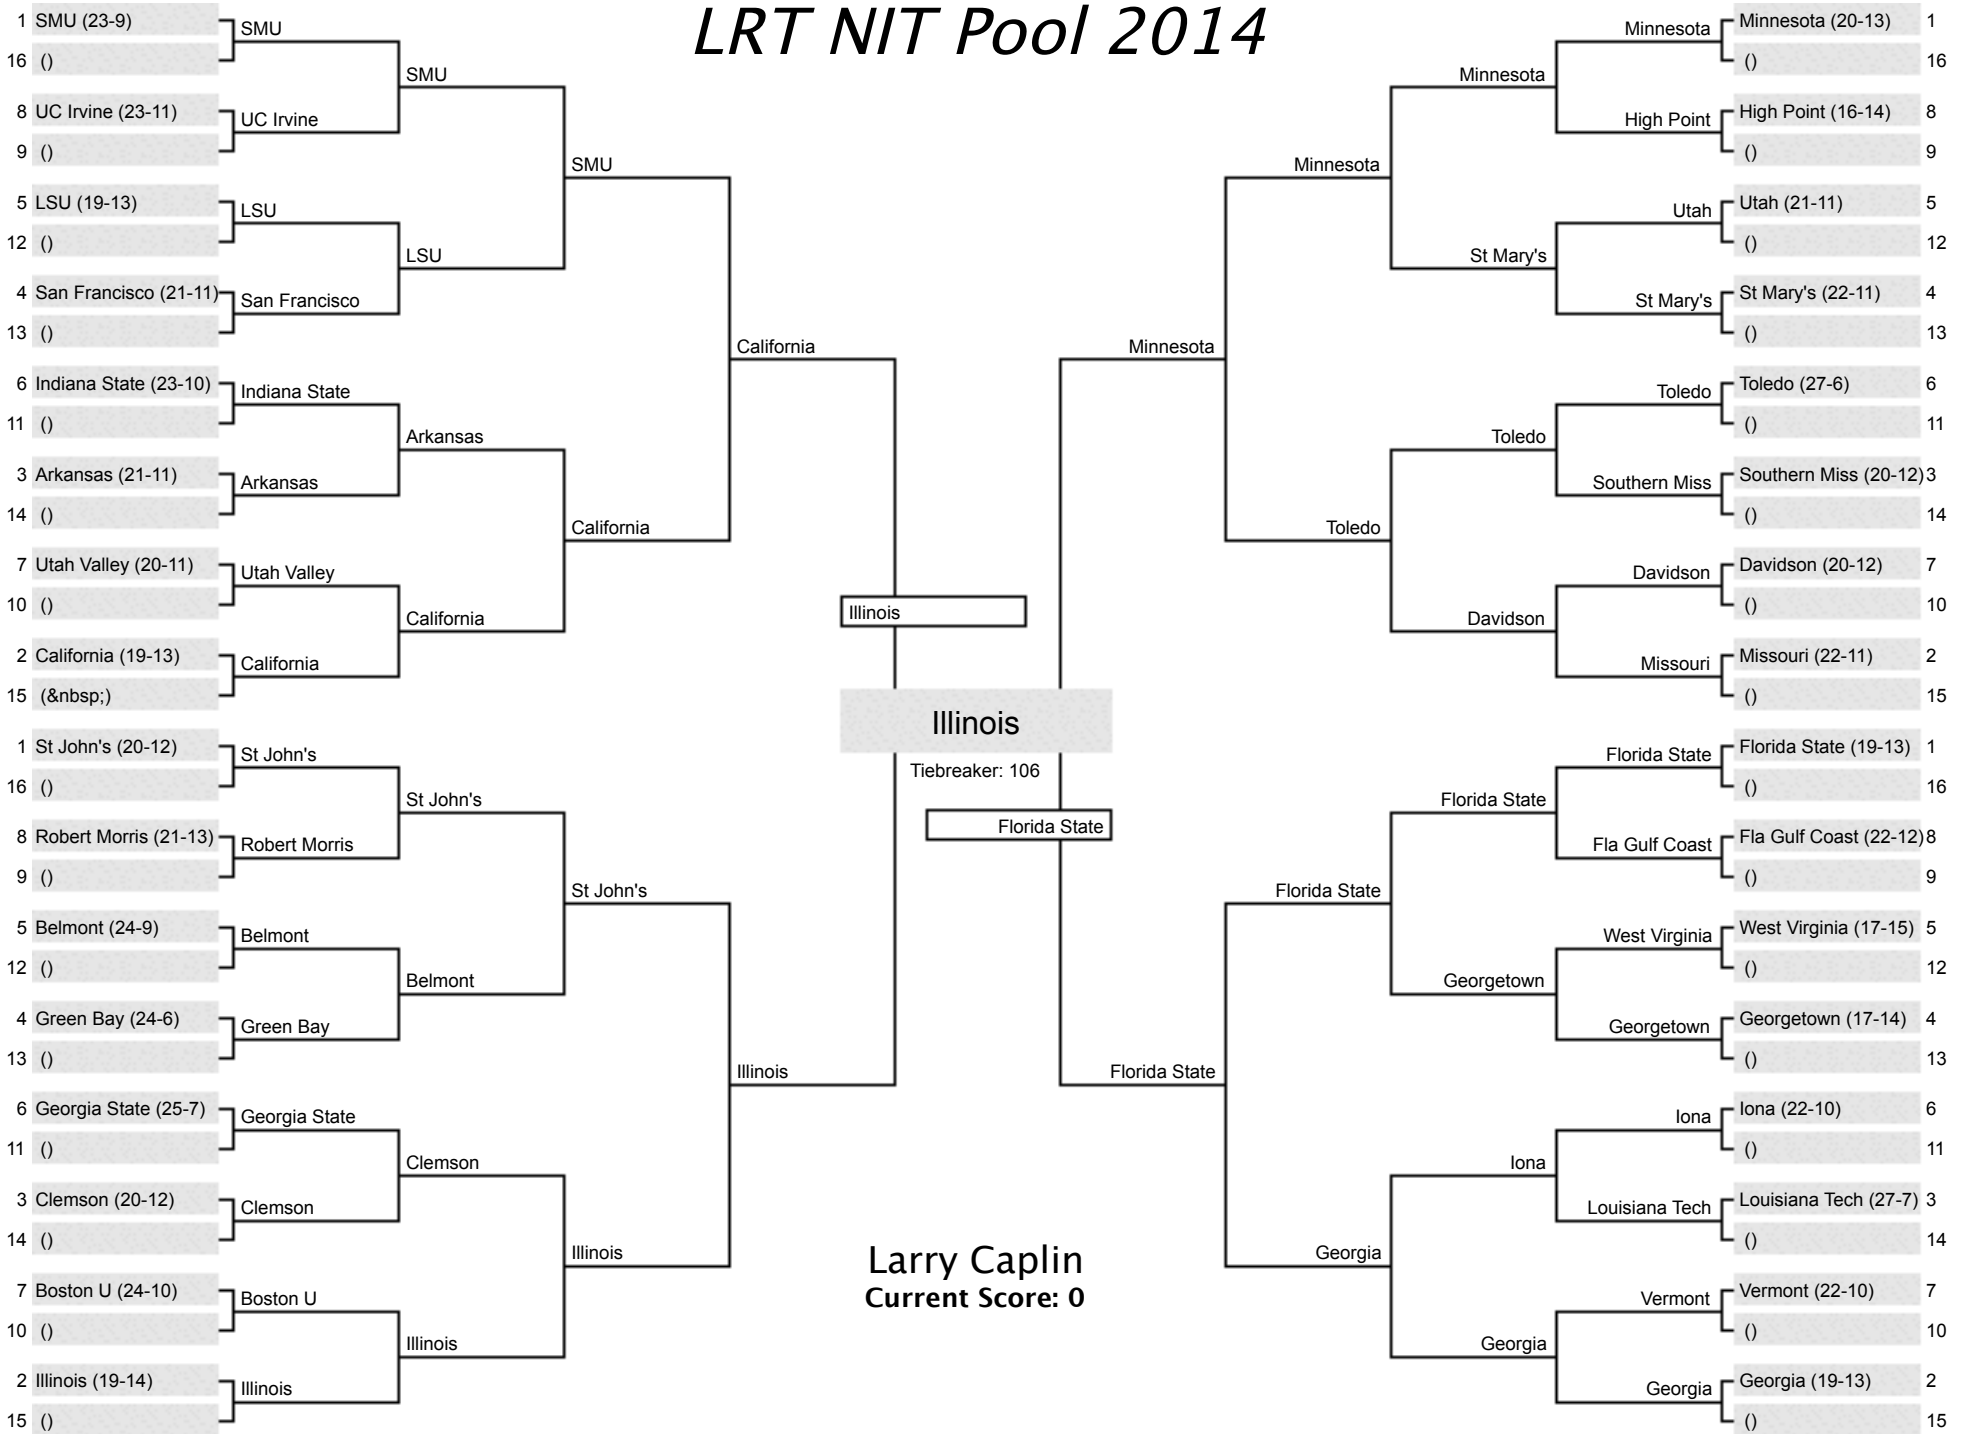 LRT NIT Pool 2014
1 SMU (23-9)
16 ()
8 UC Irvine (23-11)
9 ()
5 LSU (19-13)
12 ()
4 San Francisco (21-11)
13 ()
6 Indiana State (23-10)
11 ()
3 Arkansas (21-11)
14 ()
7 Utah Valley (20-11)
10 ()
2 California (19-13)
15 (&nbsp;)
1 St John's (20-12)
16 ()
8 Robert Morris (21-13)
9 ()
5 Belmont (24-9)
12 ()
4 Green Bay (24-6)
13 ()
6 Georgia State (25-7)
11 ()
3 Clemson (20-12)
14 ()
7 Boston U (24-10)
10 ()
2 Illinois (19-14)
15 ()
SMU
UC Irvine
LSU
San Francisco
Indiana State
Arkansas
Utah Valley
California
St John's
Robert Morris
Belmont
Green Bay
Georgia State
Clemson
Boston U
Illinois
SMU
LSU
Arkansas
California
St John's
Belmont
Clemson
Illinois
SMU
California
St John's
Illinois
California
Illinois
Illinois
Illinois
Tiebreaker: 106
Florida State
Larry Caplin
Current Score: 0
Minnesota
Florida State
Minnesota
Toledo
Florida State
Georgia
Minnesota
St Mary's
Toledo
Davidson
Florida State
Georgetown
Iona
Georgia
Minnesota
High Point
Utah
St Mary's
Toledo
Southern Miss
Davidson
Missouri
Florida State
Fla Gulf Coast
West Virginia
Georgetown
Iona
Louisiana Tech
Vermont
Georgia
Minnesota (20-13) 1
() 16
High Point (16-14) 8
() 9
Utah (21-11) 5
() 12
St Mary's (22-11) 4
() 13
Toledo (27-6) 6
() 11
Southern Miss (20-12) 3
() 14
Davidson (20-12) 7
() 10
Missouri (22-11) 2
() 15
Florida State (19-13) 1
() 16
Fla Gulf Coast (22-12) 8
() 9
West Virginia (17-15) 5
() 12
Georgetown (17-14) 4
() 13
Iona (22-10) 6
() 11
Louisiana Tech (27-7) 3
() 14
Vermont (22-10) 7
() 10
Georgia (19-13) 2
() 15